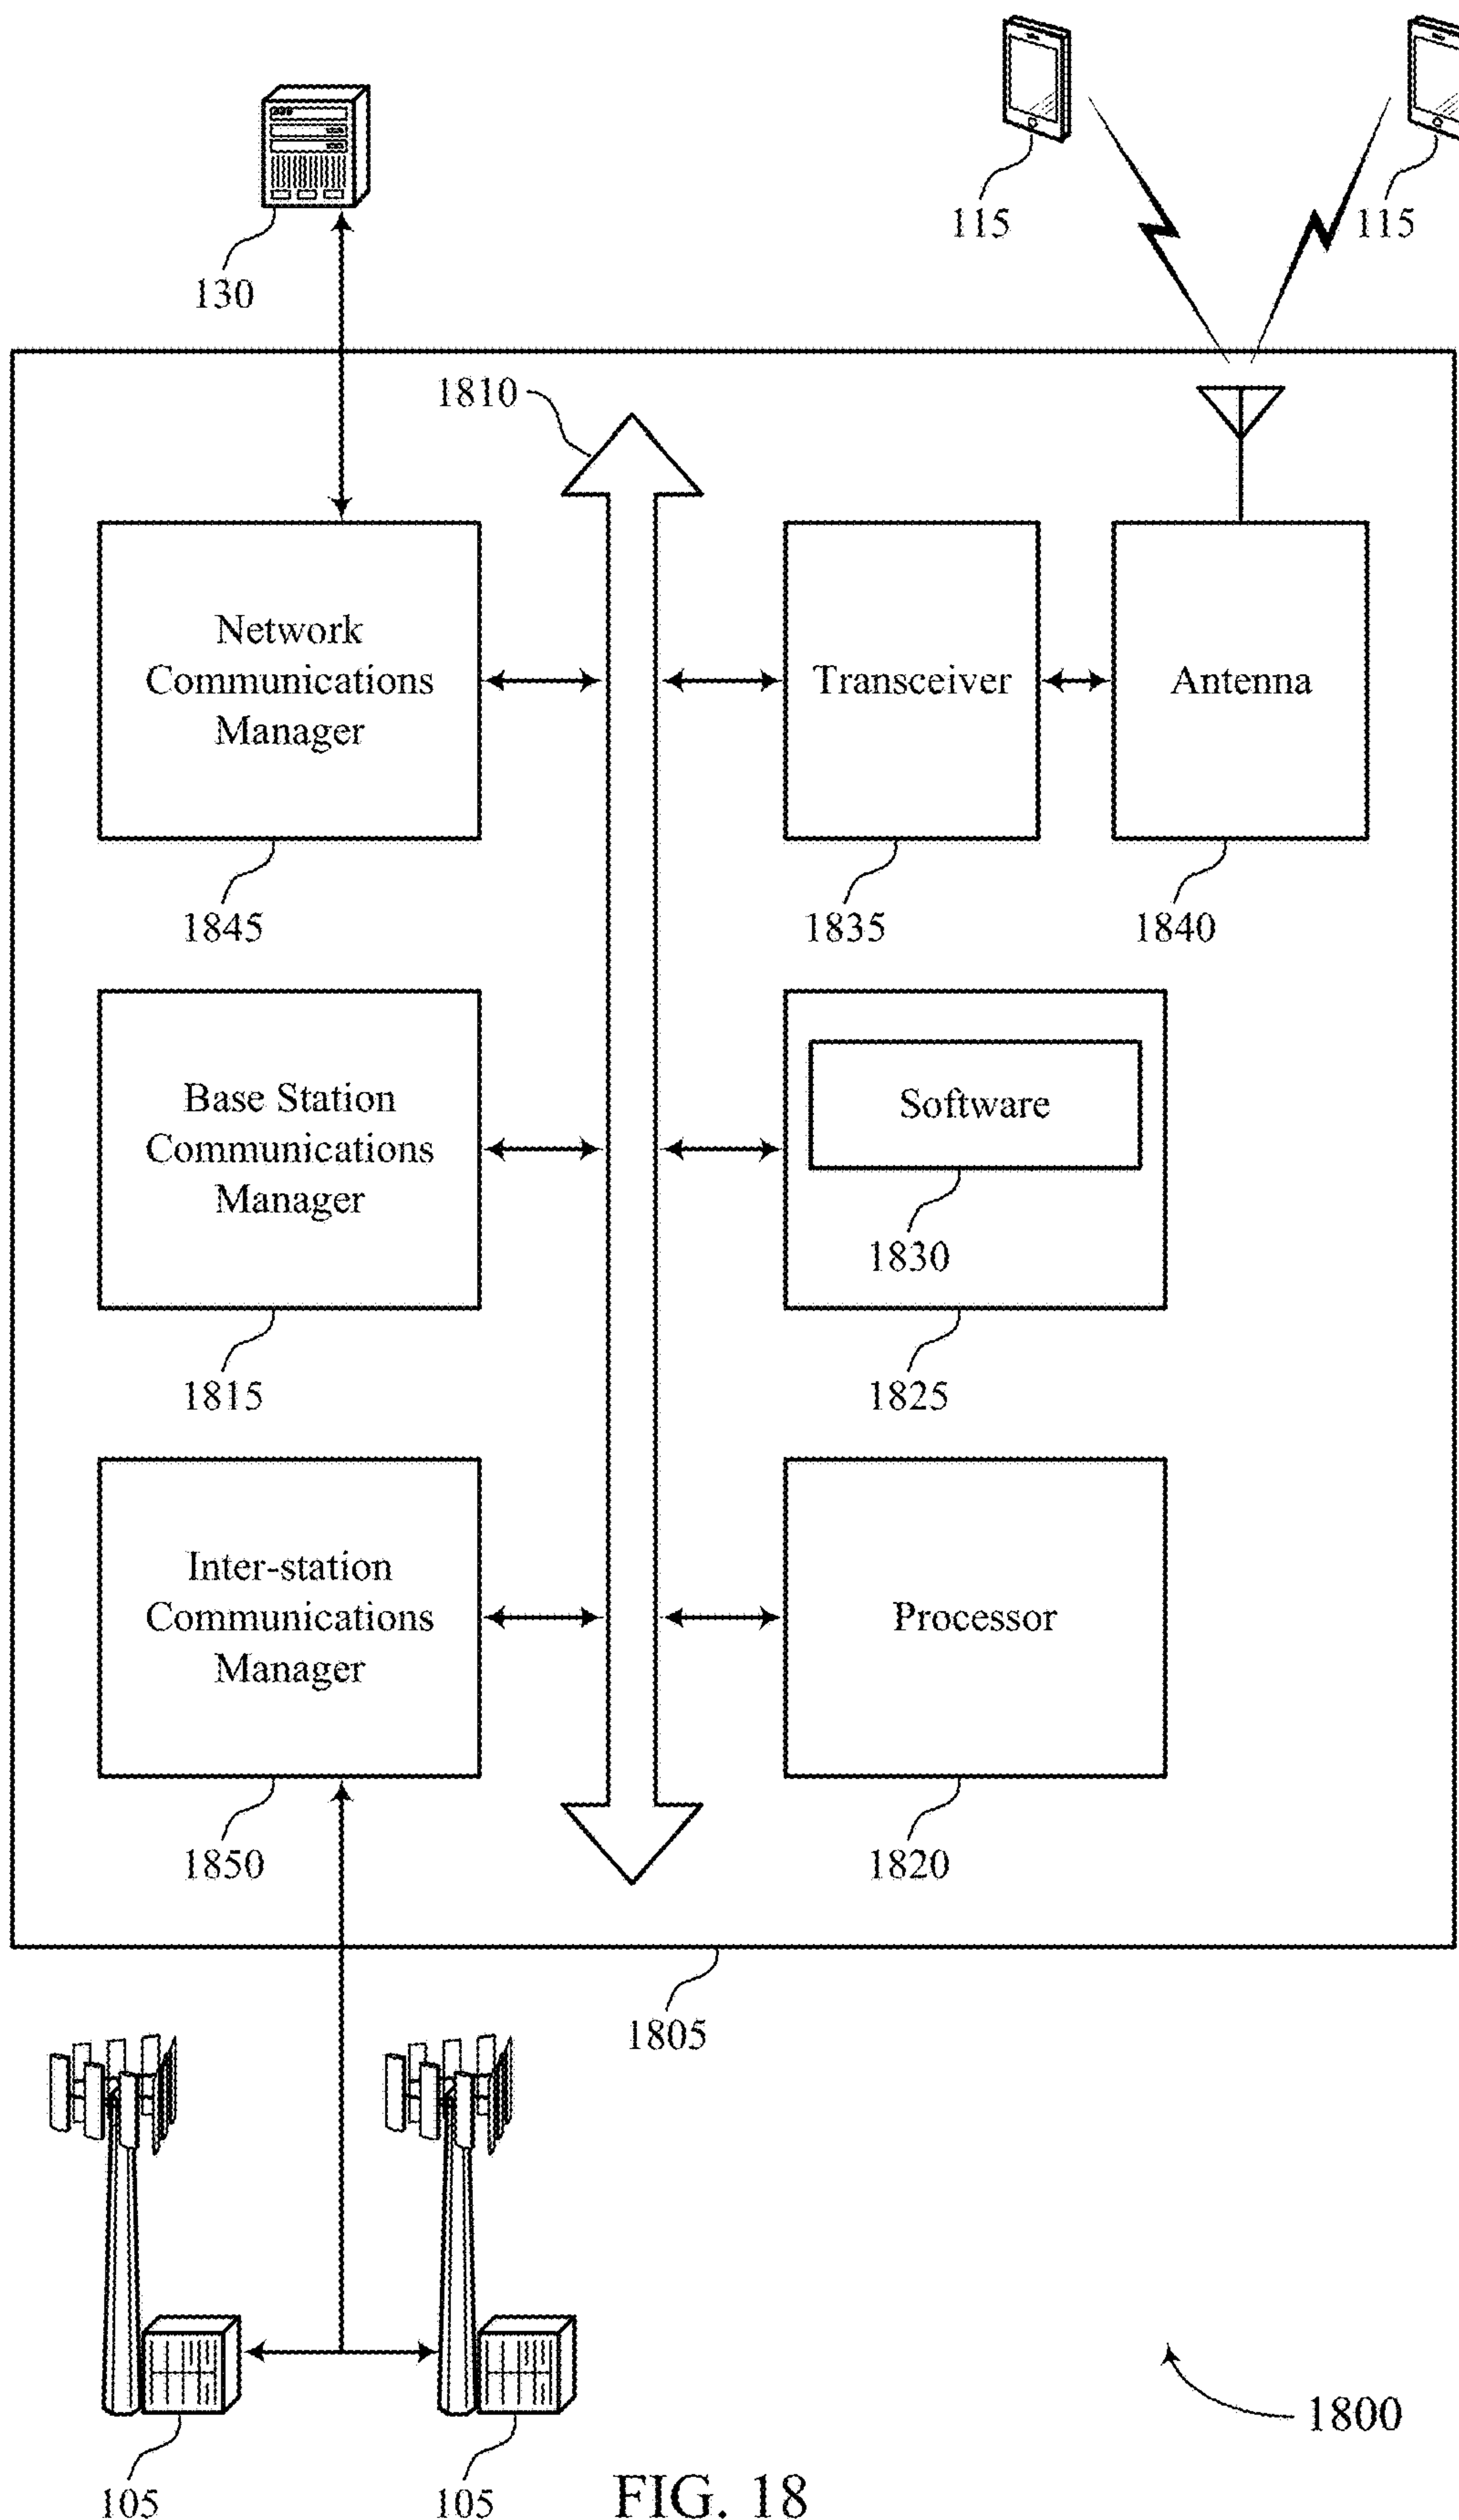 115
115
130
1810
Network
Communications
Manager
Transceiver
Antenna
1845
1835
1840
Base Station
Communications
Manager
Software
1830
1815
1825
Inter-station
Communications
Manager
Processor
1850
1820
1805
1800
105
105
FIG. 18